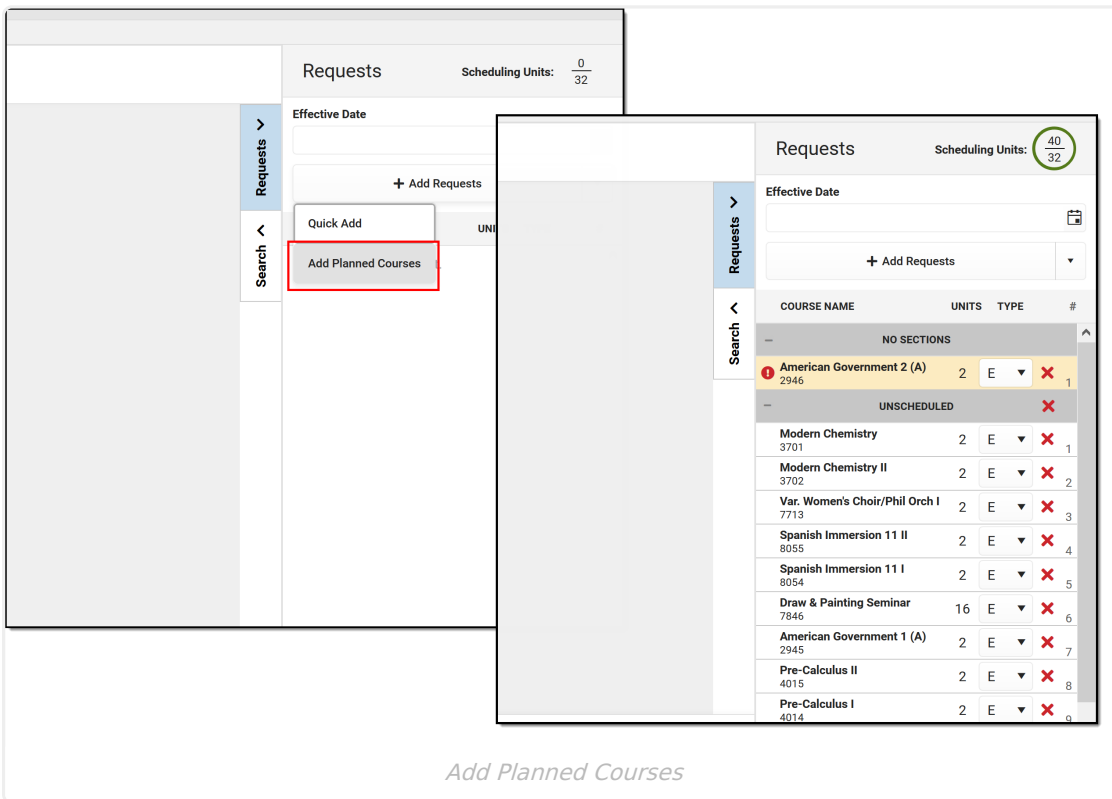 Requests
Scheduling Units:
0
32
Effective Date
Requests
+ Add Requests
Quick Add
UNI
Add Planned Courses
Search
Requests
Scheduling Units:
40
32
Effective Date
Requests
+ Add Requests
COURSE NAME UNITS TYPE #
Search
NO SECTIONS
American Government 2 (A)
2946
2 E 1
UNSCHEDULED
Modern Chemistry
3701
2 E 1
Modern Chemistry II
3702
2 E 2
Var. Women's Choir/Phil Orch I
7713
2 E 3
Spanish Immersion 11 II
8055
2 E 4
Spanish Immersion 11 I
8054
2 E 5
Draw & Painting Seminar
7846
16 E 6
American Government 1 (A)
2945
2 E 7
Pre-Calculus II
4015
2 E 8
Pre-Calculus I
4014
2 E 9
Add Planned Courses